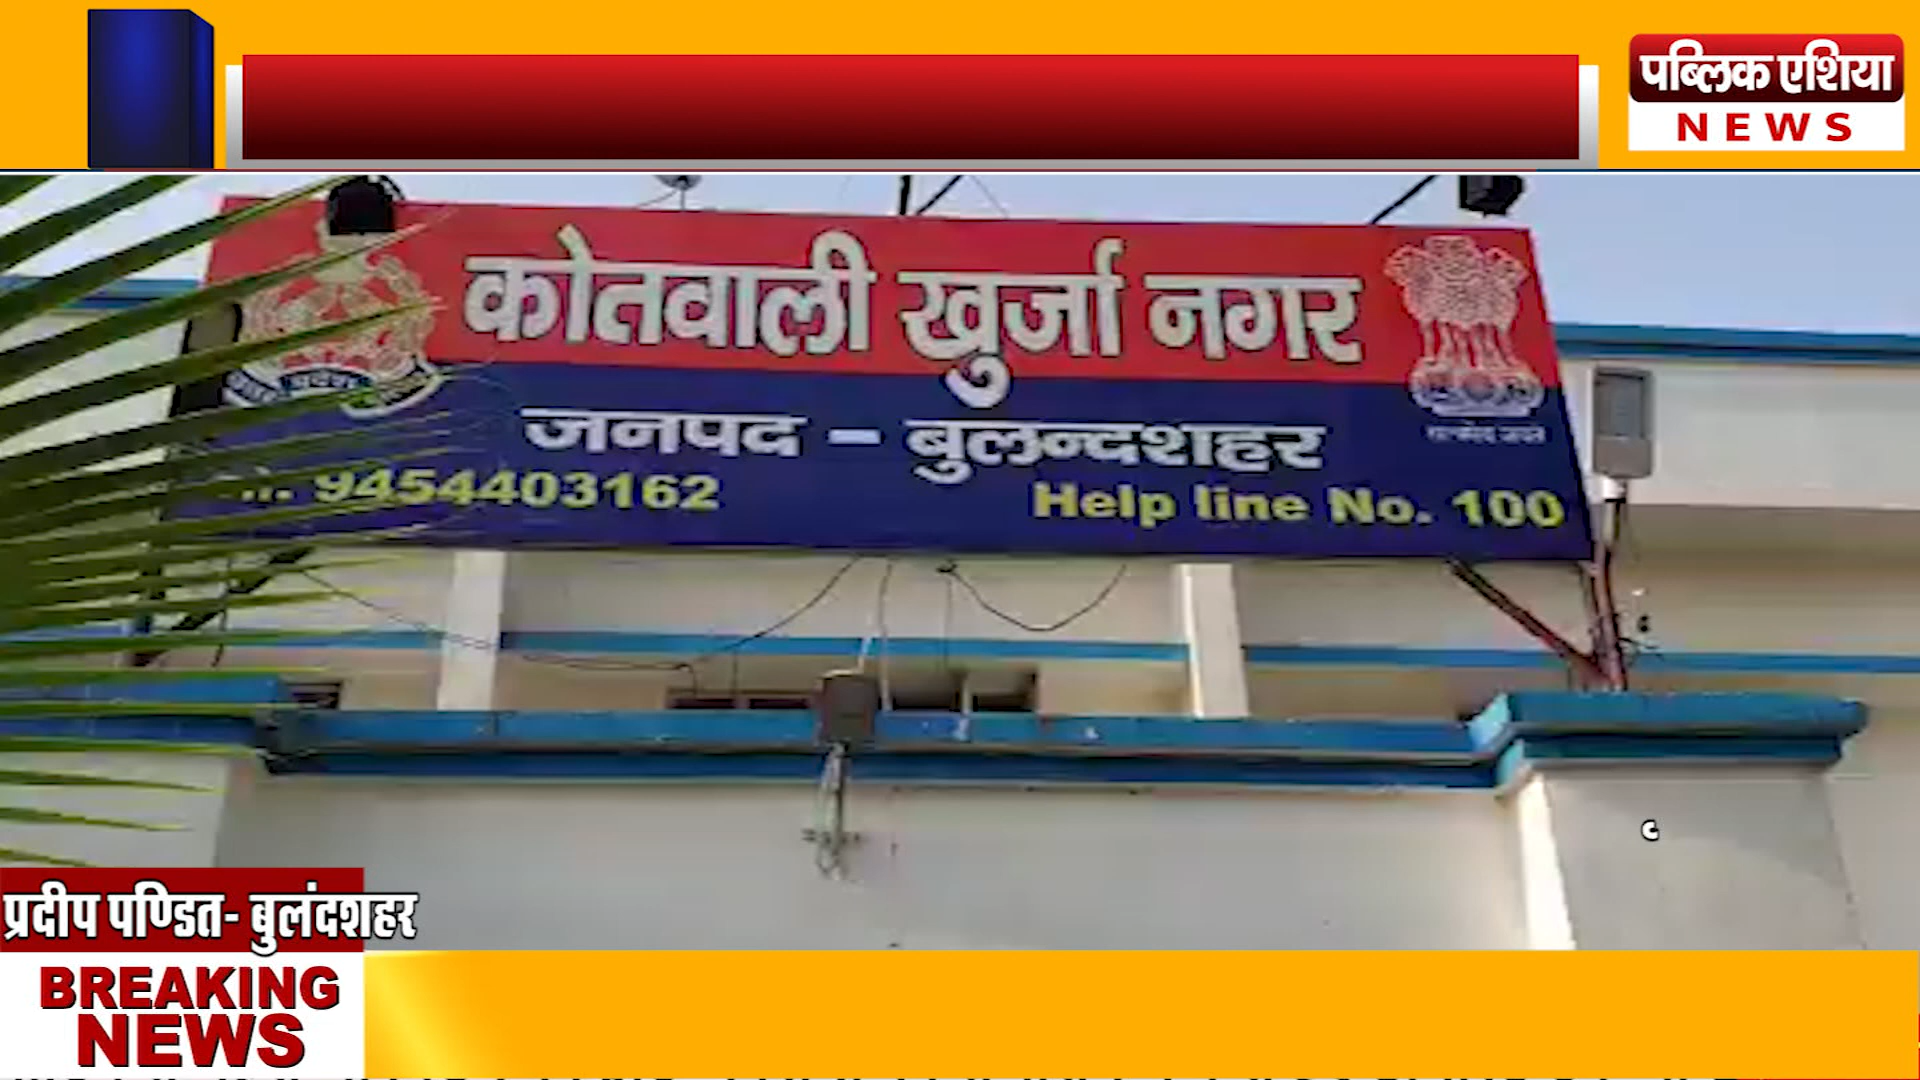 पब्लिक एशिया
NEWS
कोतवाली खुर्जा नगर
जनपद - बुलन्दशहर
... 9454403162 Help line No. 100
प्रदीप पण्डित- बुलंदशहर
BREAKING
NEWS